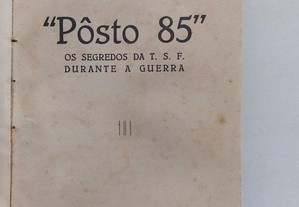 “Pôsto 85”
OS SEGREDOS DA T. S. F.
DURANTE A GUERRA